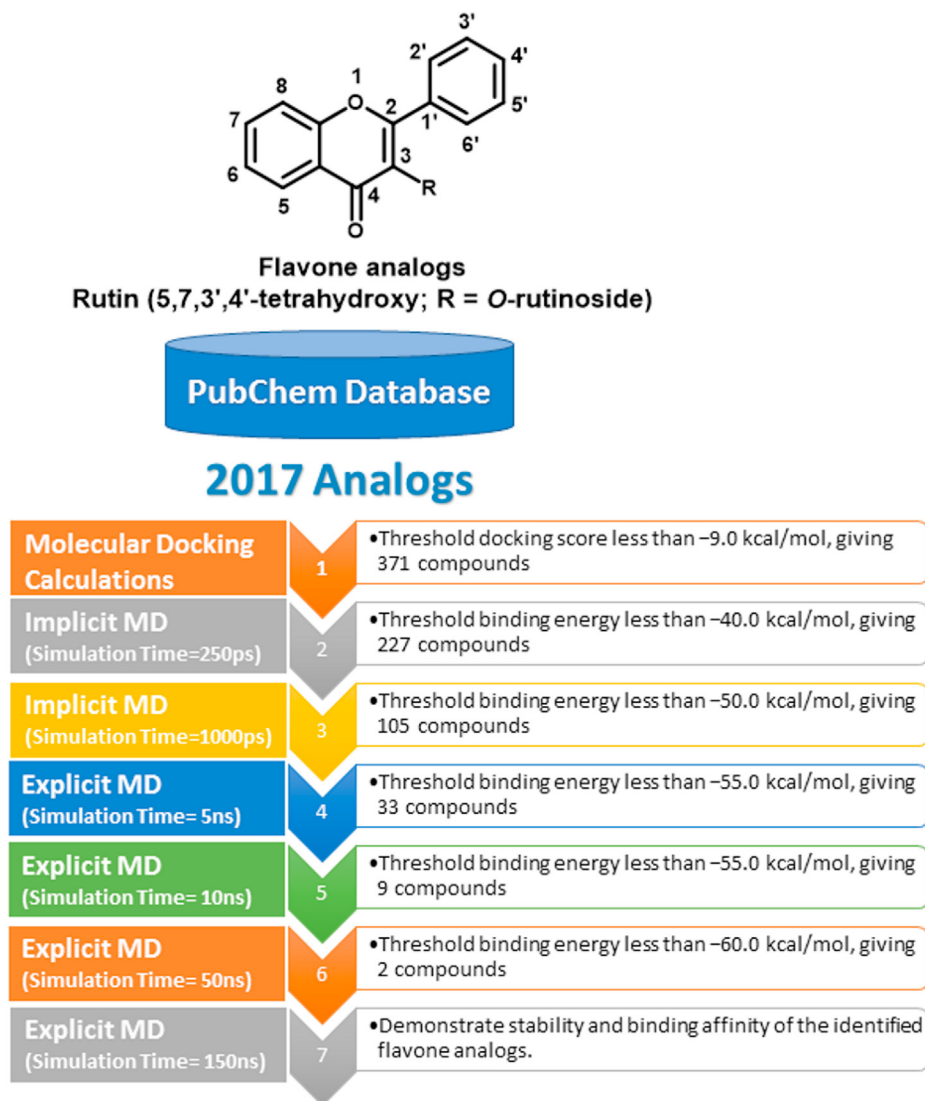 3'
2'
4'
8
1
O
7
2
1'
5'
6'
6
3
5
4
R
O
Flavone analogs
Rutin (5,7,3',4'-tetrahydroxy; R = O-rutinoside)
PubChem Database
2017 Analogs
Molecular Docking
Calculations
1
•Threshold docking score less than −9.0 kcal/mol, giving
371 compounds
Implicit MD
(Simulation Time=250ps)
2
•Threshold binding energy less than −40.0 kcal/mol, giving
227 compounds
Implicit MD
(Simulation Time=1000ps)
3
•Threshold binding energy less than −50.0 kcal/mol, giving
105 compounds
Explicit MD
(Simulation Time= 5ns)
4
•Threshold binding energy less than −55.0 kcal/mol, giving
33 compounds
Explicit MD
(Simulation Time= 10ns)
5
•Threshold binding energy less than −55.0 kcal/mol, giving
9 compounds
Explicit MD
(Simulation Time= 50ns)
6
•Threshold binding energy less than −60.0 kcal/mol, giving
2 compounds
Explicit MD
(Simulation Time= 150ns)
7
•Demonstrate stability and binding affinity of the identified
flavone analogs.